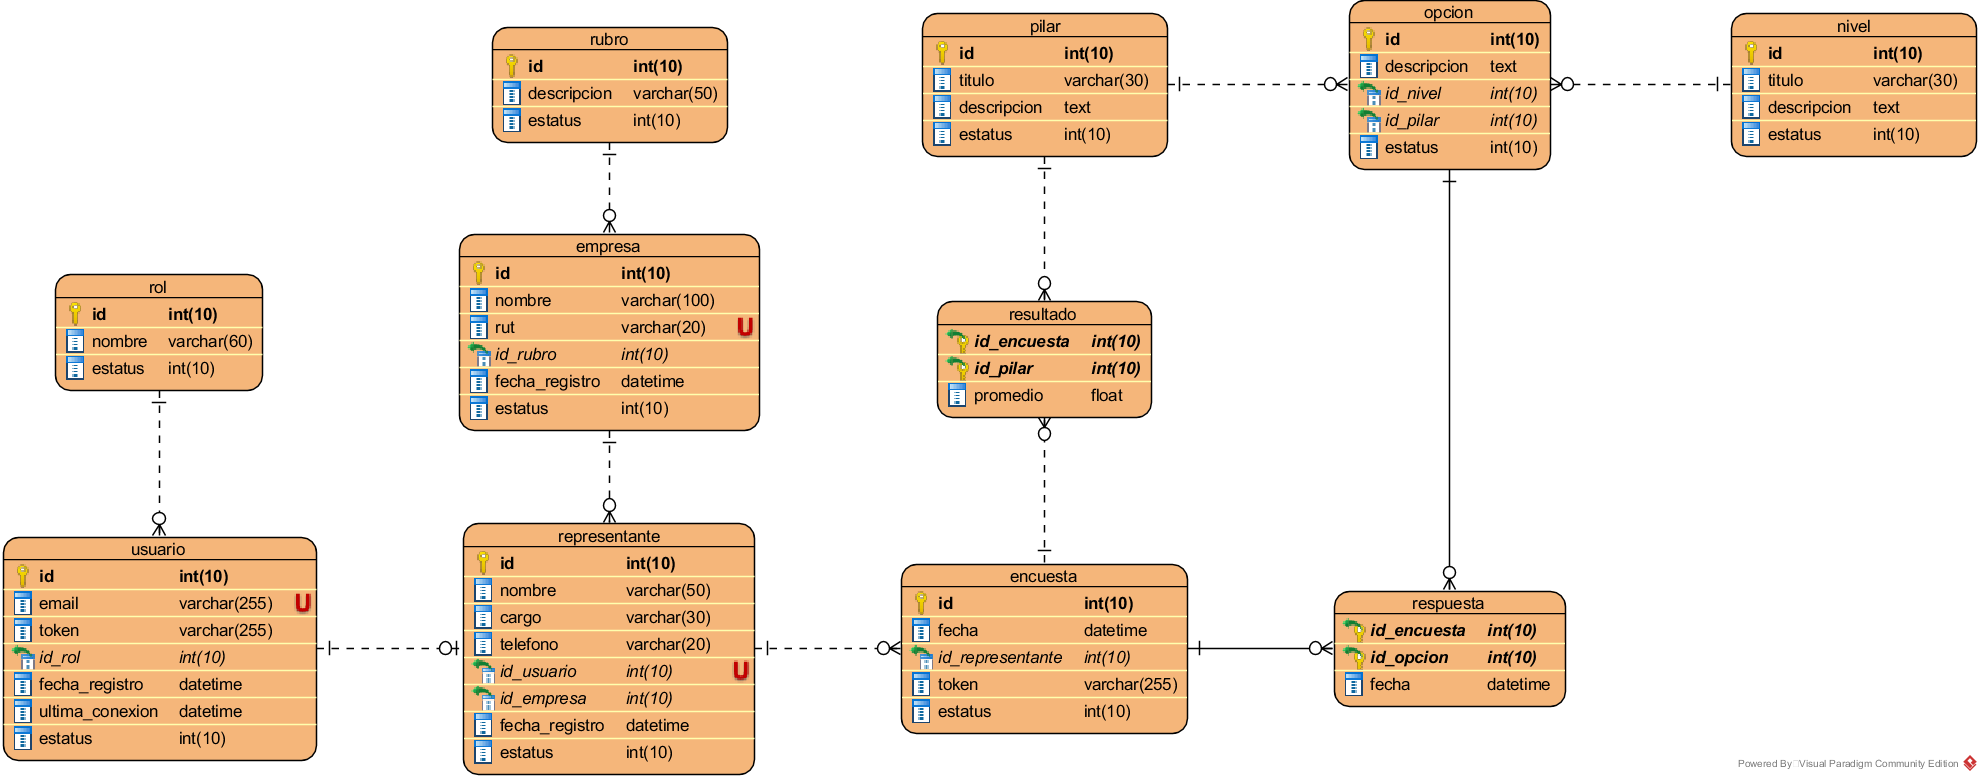 rubro
id int(10)
descripcion varchar(50)
estatus int(10)
pilar
id int(10)
titulo varchar(30)
descripcion text
estatus int(10)
opcion
id int(10)
descripcion text
id_nivel int(10)
id_pilar int(10)
estatus int(10)
nivel
id int(10)
titulo varchar(30)
descripcion text
estatus int(10)
rol
id int(10)
nombre varchar(60)
estatus int(10)
empresa
id int(10)
nombre varchar(100)
rut varchar(20) U
id_rubro int(10)
fecha_registro datetime
estatus int(10)
resultado
id_encuesta int(10)
id_pilar int(10)
promedio float
usuario
id int(10)
email varchar(255) U
token varchar(255)
id_rol int(10)
fecha_registro datetime
ultima_conexion datetime
estatus int(10)
representante
id int(10)
nombre varchar(50)
cargo varchar(30)
telefono varchar(20)
id_usuario int(10) U
id_empresa int(10)
fecha_registro datetime
estatus int(10)
encuesta
id int(10)
fecha datetime
id_representante int(10)
token varchar(255)
estatus int(10)
respuesta
id_encuesta int(10)
id_opcion int(10)
fecha datetime
Powered By Visual Paradigm Community Edition